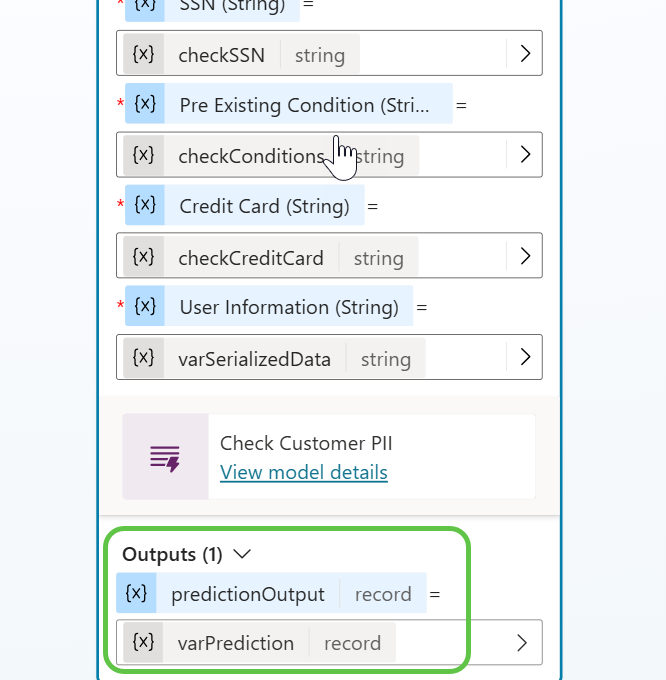 * {x} SSN (String) =
{x} checkSSN string
* {x} Pre Existing Condition (Stri... =
{x} checkConditions string
* {x} Credit Card (String) =
{x} checkCreditCard string
* {x} User Information (String) =
{x} varSerializedData string
Check Customer PII
View model details
Outputs (1)
{x} predictionOutput record =
{x} varPrediction record